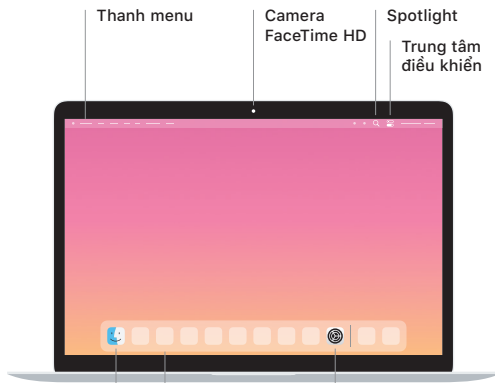 Thanh menu
Camera
FaceTime HD
Spotlight
Trung tâm
điều khiển